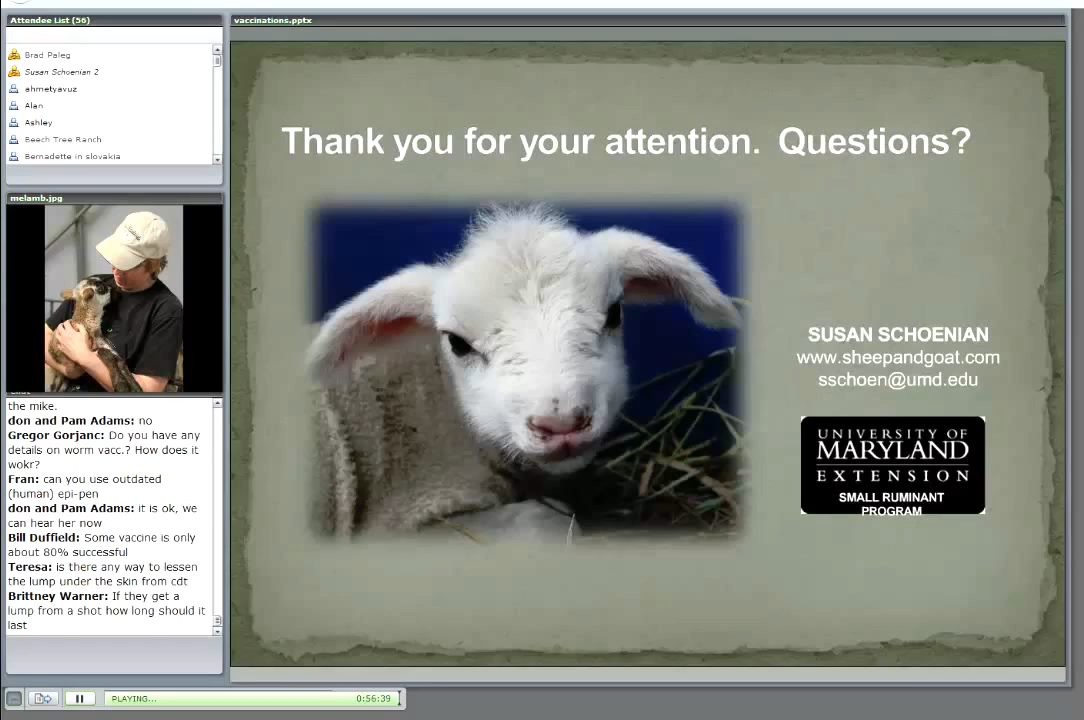 Attendee List (56)
Brad Paleg
Susan Schoenian 2
ahmetyavuz
Alan
Ashley
Beech Tree Ranch
Bernadette in slovakia
melamb.jpg
the mike.
don and Pam Adams: no
Gregor Gorjanc: Do you have any
details on worm vacc.? How does it
wokr?
Fran: can you use outdated
(human) epi-pen
don and Pam Adams: it is ok, we
can hear her now
Bill Duffield: Some vaccine is only
about 80% successful
Teresa: is there any way to lessen
the lump under the skin from cdt
Brittney Warner: If they get a
lump from a shot how long should it
last
vaccinations.pptx
Thank you for your attention. Questions?
SUSAN SCHOENIAN
www.sheepandgoat.com
sschoen@umd.edu
UNIVERSITY OF
MARYLAND
EXTENSION
SMALL RUMINANT
PROGRAM
PLAYING...
0:56:39